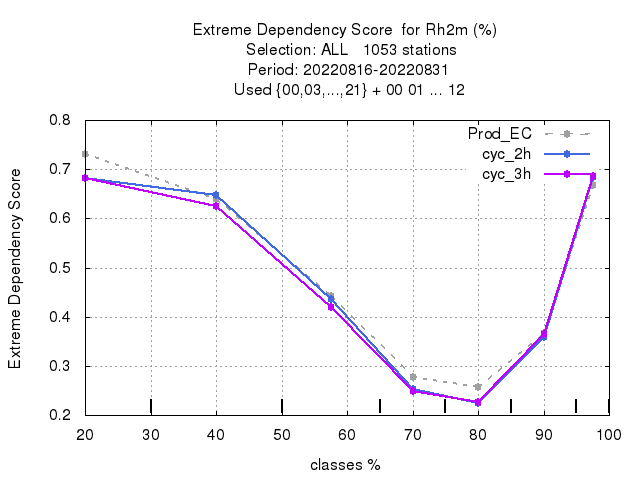 Extreme Dependency Score  for Rh2m (%)
Selection: ALL   1053 stations
Period: 20220816-20220831
Used {00,03,...,21} + 00 01 ... 12
Prod_EC
cyc_2h
cyc_3h
Extreme Dependency Score
0.8
0.7
0.6
0.5
0.4
0.3
0.2
20 30 40 50 60 70 80 90 100
classes %